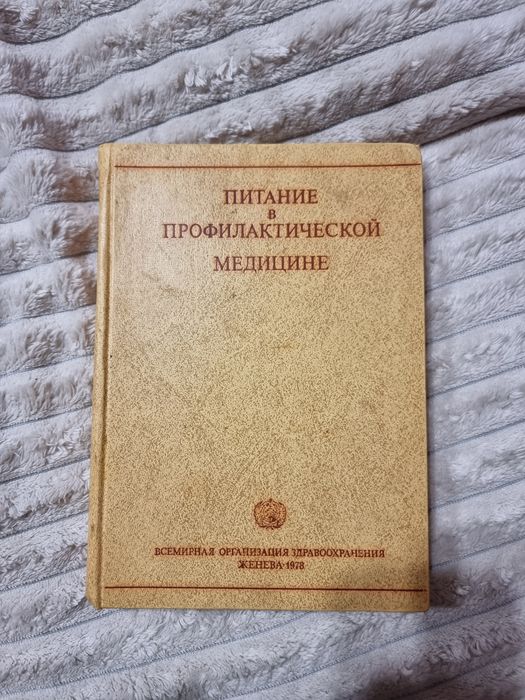 ПИТАНИЕ
в
ПРОФИЛАКТИЧЕСКОЙ
МЕДИЦИНЕ
ВСЕМИРНАЯ ОРГАНИЗАЦИЯ ЗДРАВООХРАНЕНИЯ
ЖЕНЕВА·1978